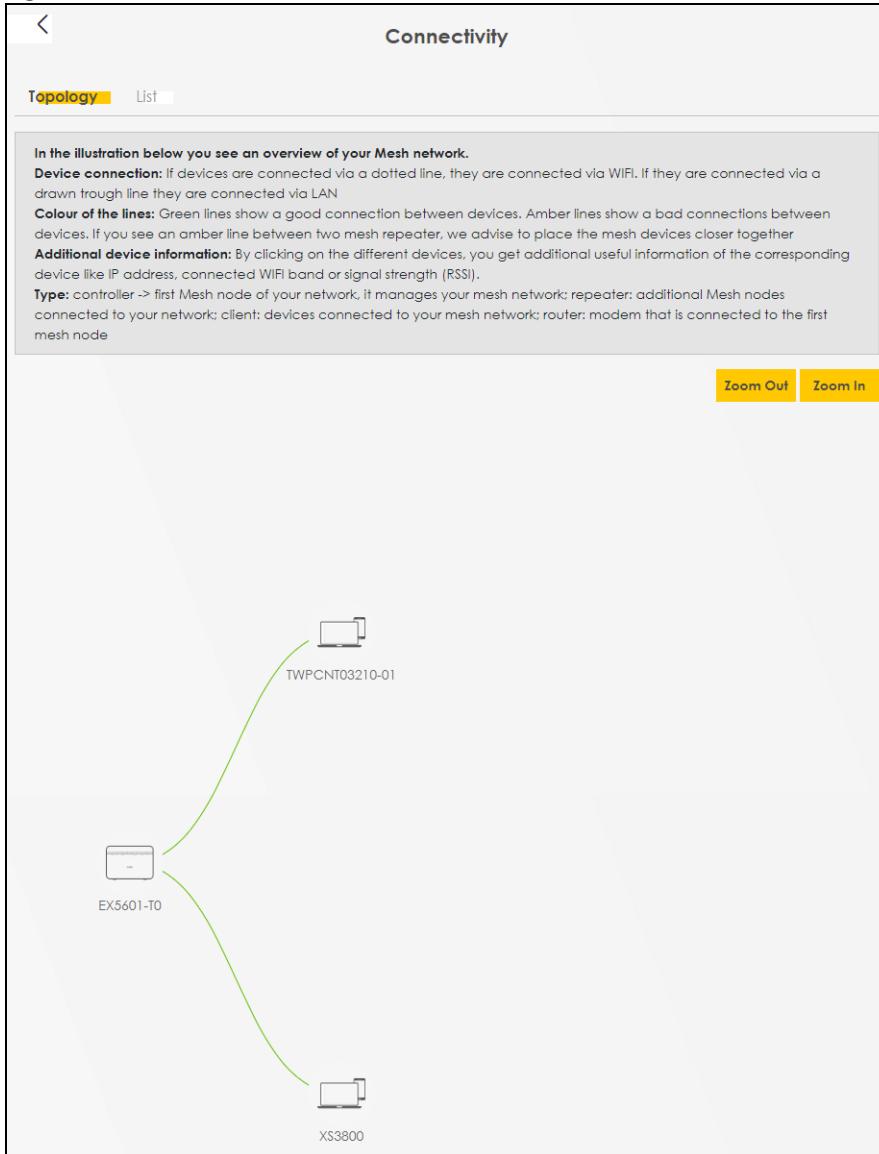 Connectivity
Topology List
In the illustration below you see an overview of your Mesh network.
Device connection: If devices are connected via a dotted line, they are connected via WIFI. If they are connected via a
drawn trough line they are connected via LAN
Colour of the lines: Green lines show a good connection between devices. Amber lines show a bad connections between
devices. If you see an amber line between two mesh repeater, we advise to place the mesh devices closer together
Additional device information: By clicking on the different devices, you get additional useful information of the corresponding
device like IP address, connected WIFI band or signal strength (RSSI).
Type: controller -> first Mesh node of your network, it manages your mesh network; repeater: additional Mesh nodes
connected to your network; client: devices connected to your mesh network; router: modem that is connected to the first
mesh node
Zoom Out Zoom In
TWPCNT03210-01
EX5601-T0
XS3800